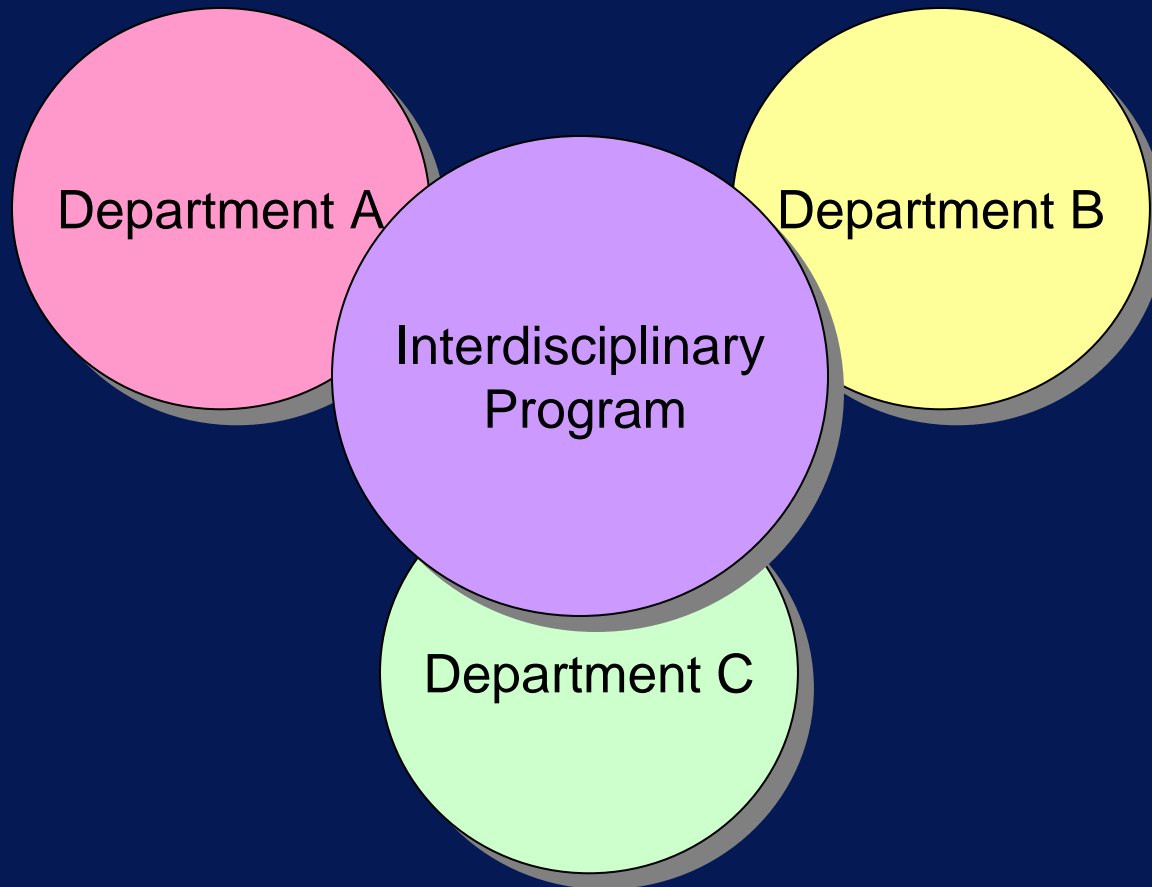 Department A
Department B
Interdisciplinary
Program
Department C